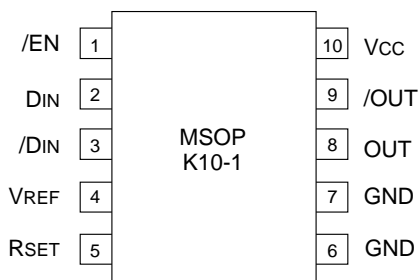 /EN 1 10 VCC
DIN 2 9 /OUT
/DIN 3 MSOP 8 OUT
K10-1
VREF 4 7 GND
RSET 5 6 GND